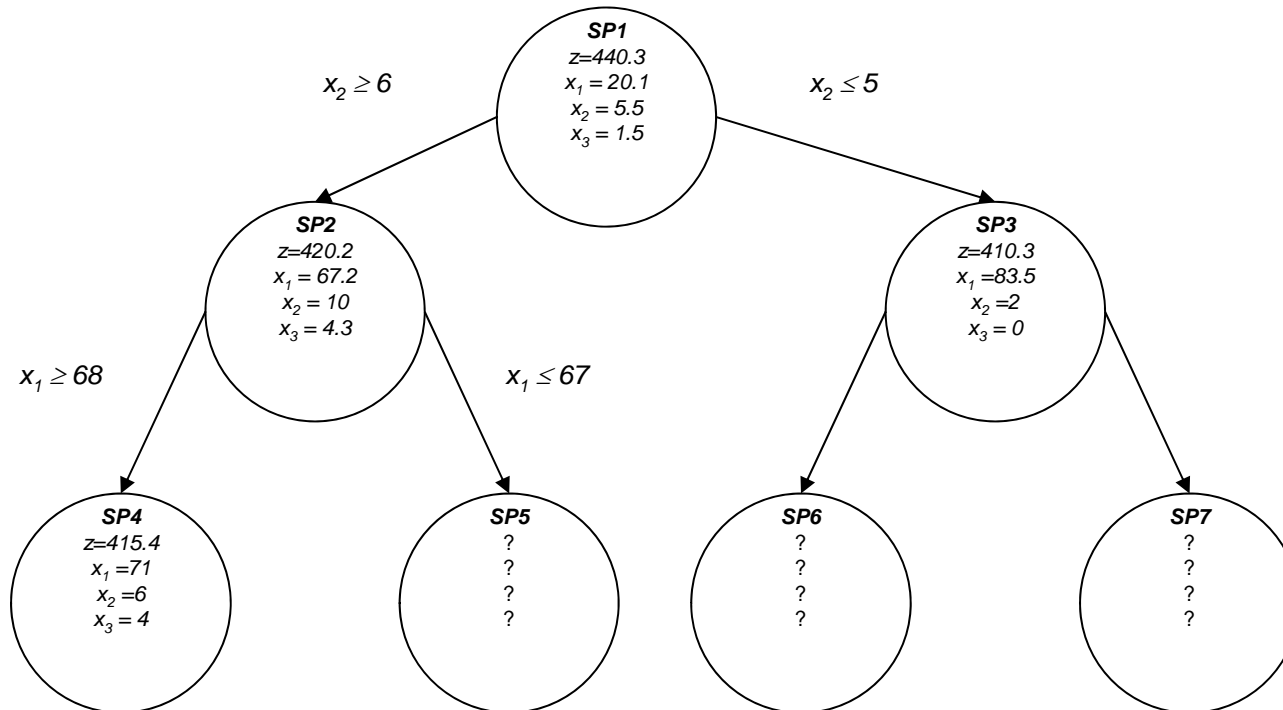 SP1
z=440.3
x₁ = 20.1
x₂ = 5.5
x₃ = 1.5
x₂ ≥ 6
x₂ ≤ 5
SP2
z=420.2
x₁ = 67.2
x₂ = 10
x₃ = 4.3
SP3
z=410.3
x₁ =83.5
x₂ =2
x₃ = 0
x₁ ≥ 68
x₁ ≤ 67
SP4
z=415.4
x₁ =71
x₂ =6
x₃ = 4
SP5
?
?
?
?
SP6
?
?
?
?
SP7
?
?
?
?